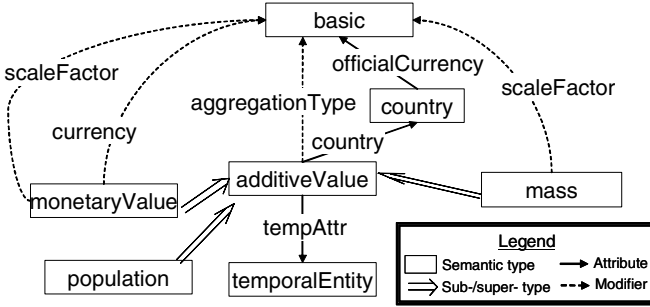 basic
scaleFactor
officialCurrency
aggregationType
country
scaleFactor
currency
country
monetaryValue
additiveValue
mass
tempAttr
population
temporalEntity
Legend
Semantic type
Attribute
Sub-/super- type
Modifier